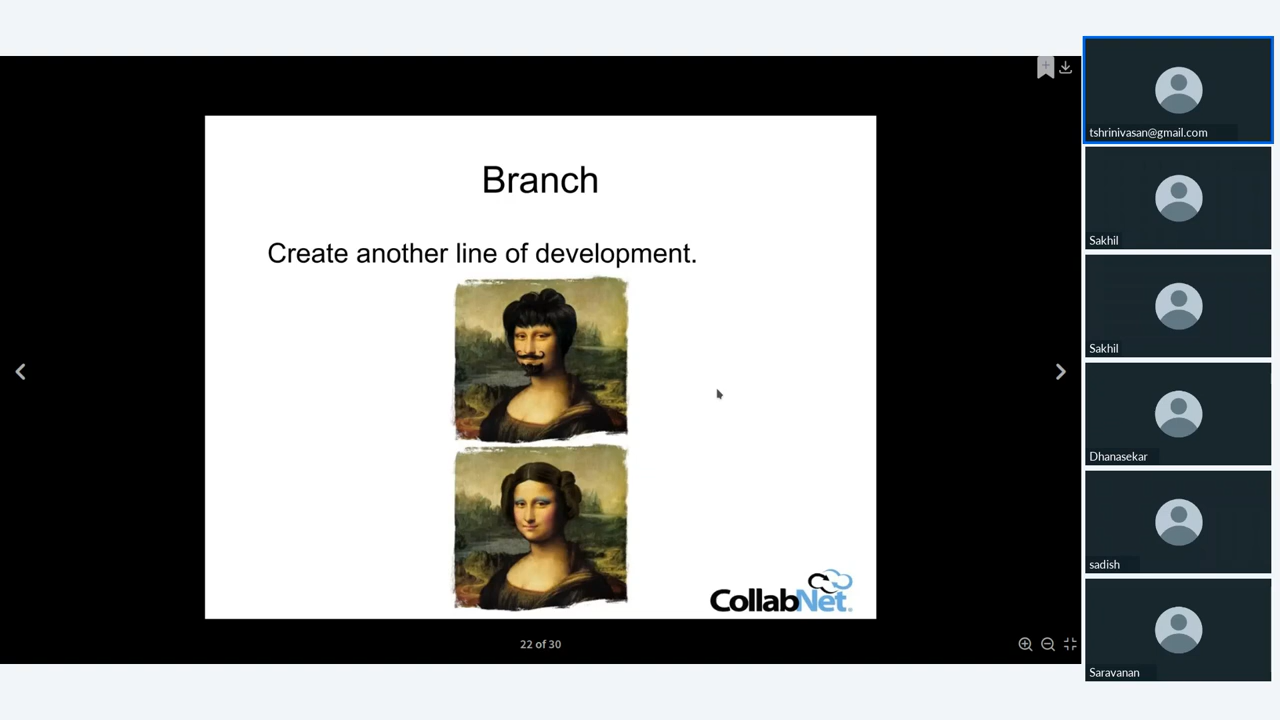 Branch
Create another line of development.
CollabNet.
22 of 30
tshrinivasan@gmail.com
Sakhil
Sakhil
Dhanasekar
sadish
Saravanan